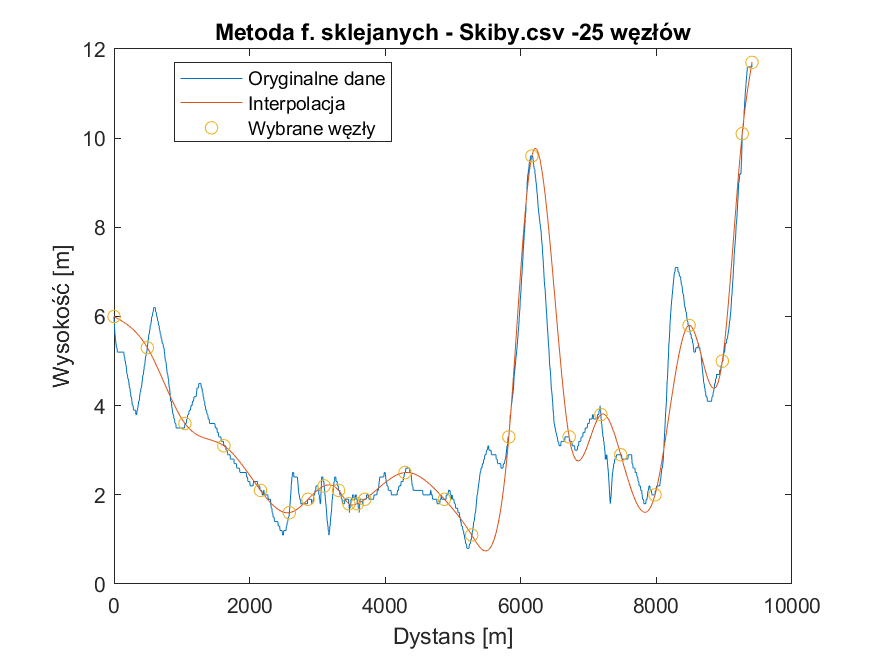 Metoda f. sklejanych - Skiby.csv -25 węzłów
Oryginalne dane
Interpolacja
Wybrane węzły
Wysokość [m]
12
10
8
6
4
2
0
0 2000 4000 6000 8000 10000
Dystans [m]